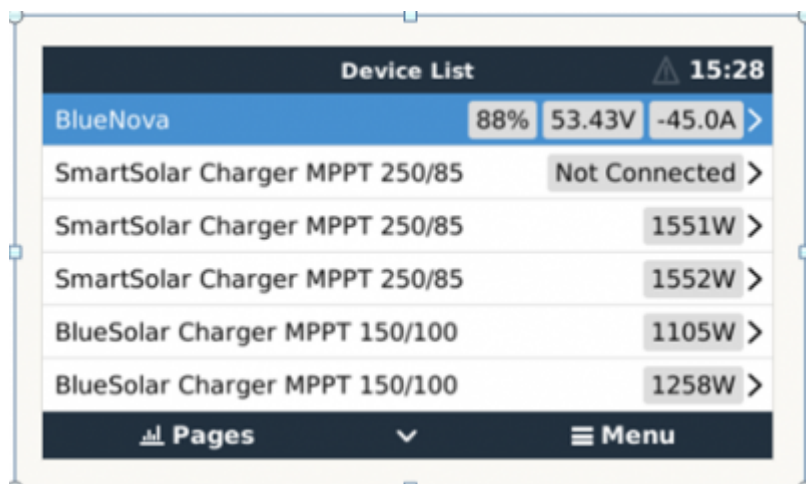 Device List 15:28
BlueNova 88% 53.43V -45.0A
SmartSolar Charger MPPT 250/85 Not Connected
SmartSolar Charger MPPT 250/85 1551W
SmartSolar Charger MPPT 250/85 1552W
BlueSolar Charger MPPT 150/100 1105W
BlueSolar Charger MPPT 150/100 1258W
Pages Menu